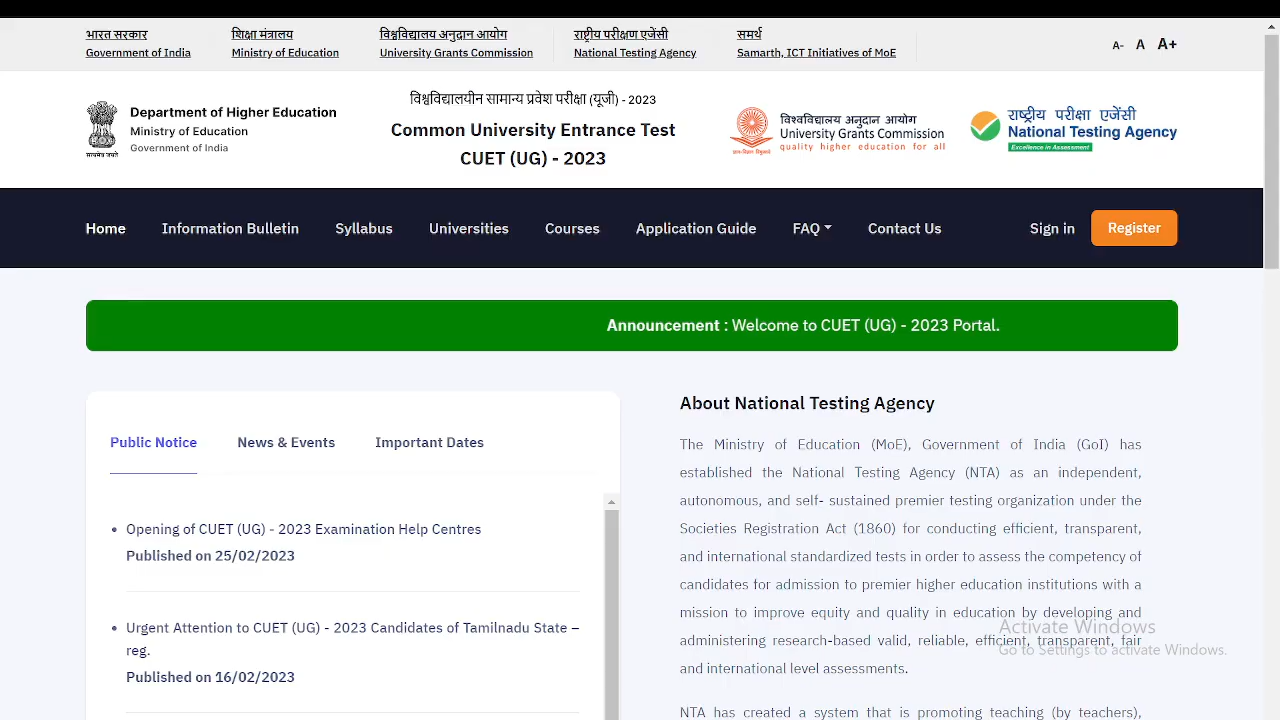 भारत सरकार
Government of India
शिक्षा मंत्रालय
Ministry of Education
विश्वविद्यालय अनुदान आयोग
University Grants Commission
राष्ट्रीय परीक्षण एजेंसी
National Testing Agency
समर्थ
Samarth, ICT Initiatives of MoE
A- A A+
Department of Higher Education
Ministry of Education
Government of India
सत्यमेव जयते
विश्वविद्यालयीन सामान्य प्रवेश परीक्षा (यूजी) - 2023
Common University Entrance Test
CUET (UG) - 2023
विश्वविद्यालय अनुदान आयोग
University Grants Commission
quality higher education for all
राष्ट्रीय परीक्षा एजेंसी
National Testing Agency
Excellence in Assessment
Home Information Bulletin Syllabus Universities Courses Application Guide FAQ Contact Us Sign in Register
Announcement : Welcome to CUET (UG) - 2023 Portal.
Public Notice News & Events Important Dates
• Opening of CUET (UG) - 2023 Examination Help Centres
Published on 25/02/2023
• Urgent Attention to CUET (UG) - 2023 Candidates of Tamilnadu State –
reg.
Published on 16/02/2023
About National Testing Agency
The Ministry of Education (MoE), Government of India (GoI) has
established the National Testing Agency (NTA) as an independent,
autonomous, and self- sustained premier testing organization under the
Societies Registration Act (1860) for conducting efficient, transparent,
and international standardized tests in order to assess the competency of
candidates for admission to premier higher education institutions with a
mission to improve equity and quality in education by developing and
administering research-based valid, reliable, efficient, transparent, fair
and international level assessments.
NTA has created a system that is promoting teaching (by teachers),
Activate Windows
Go to Settings to activate Windows.